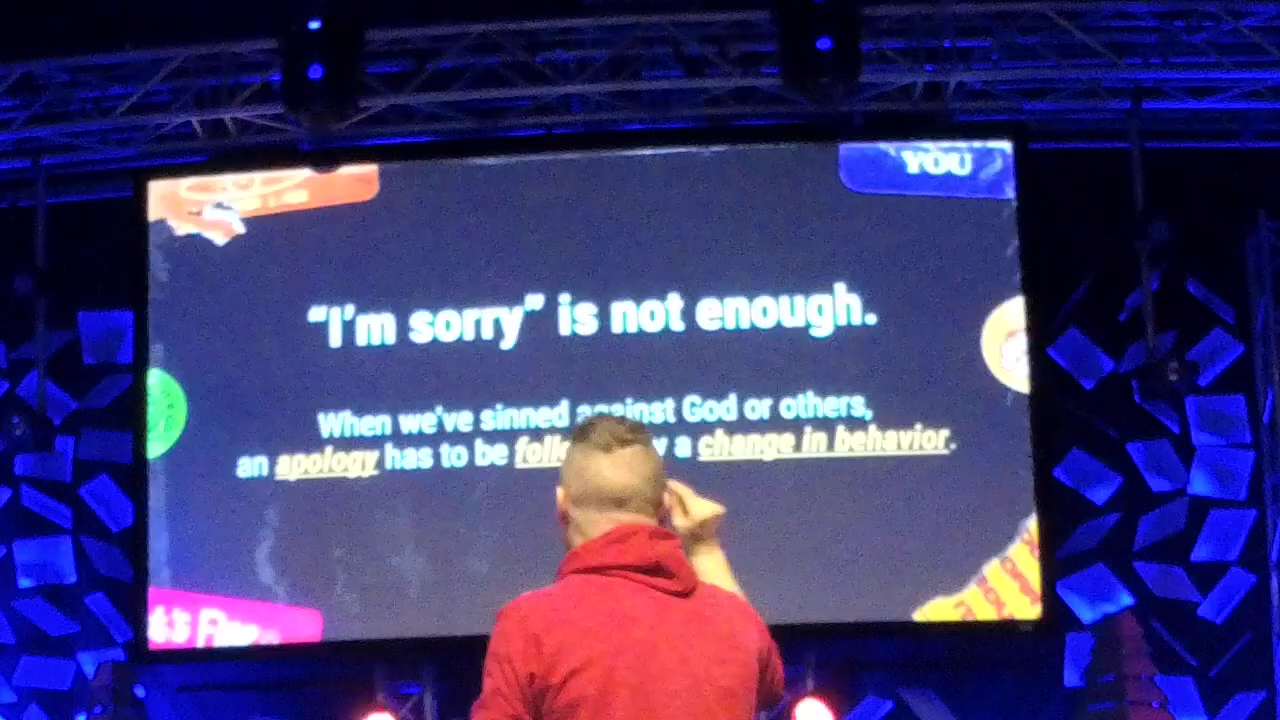 YOU
“I’m sorry” is not enough.
When we've sinned against God or others,
an apology has to be a change in behavior.